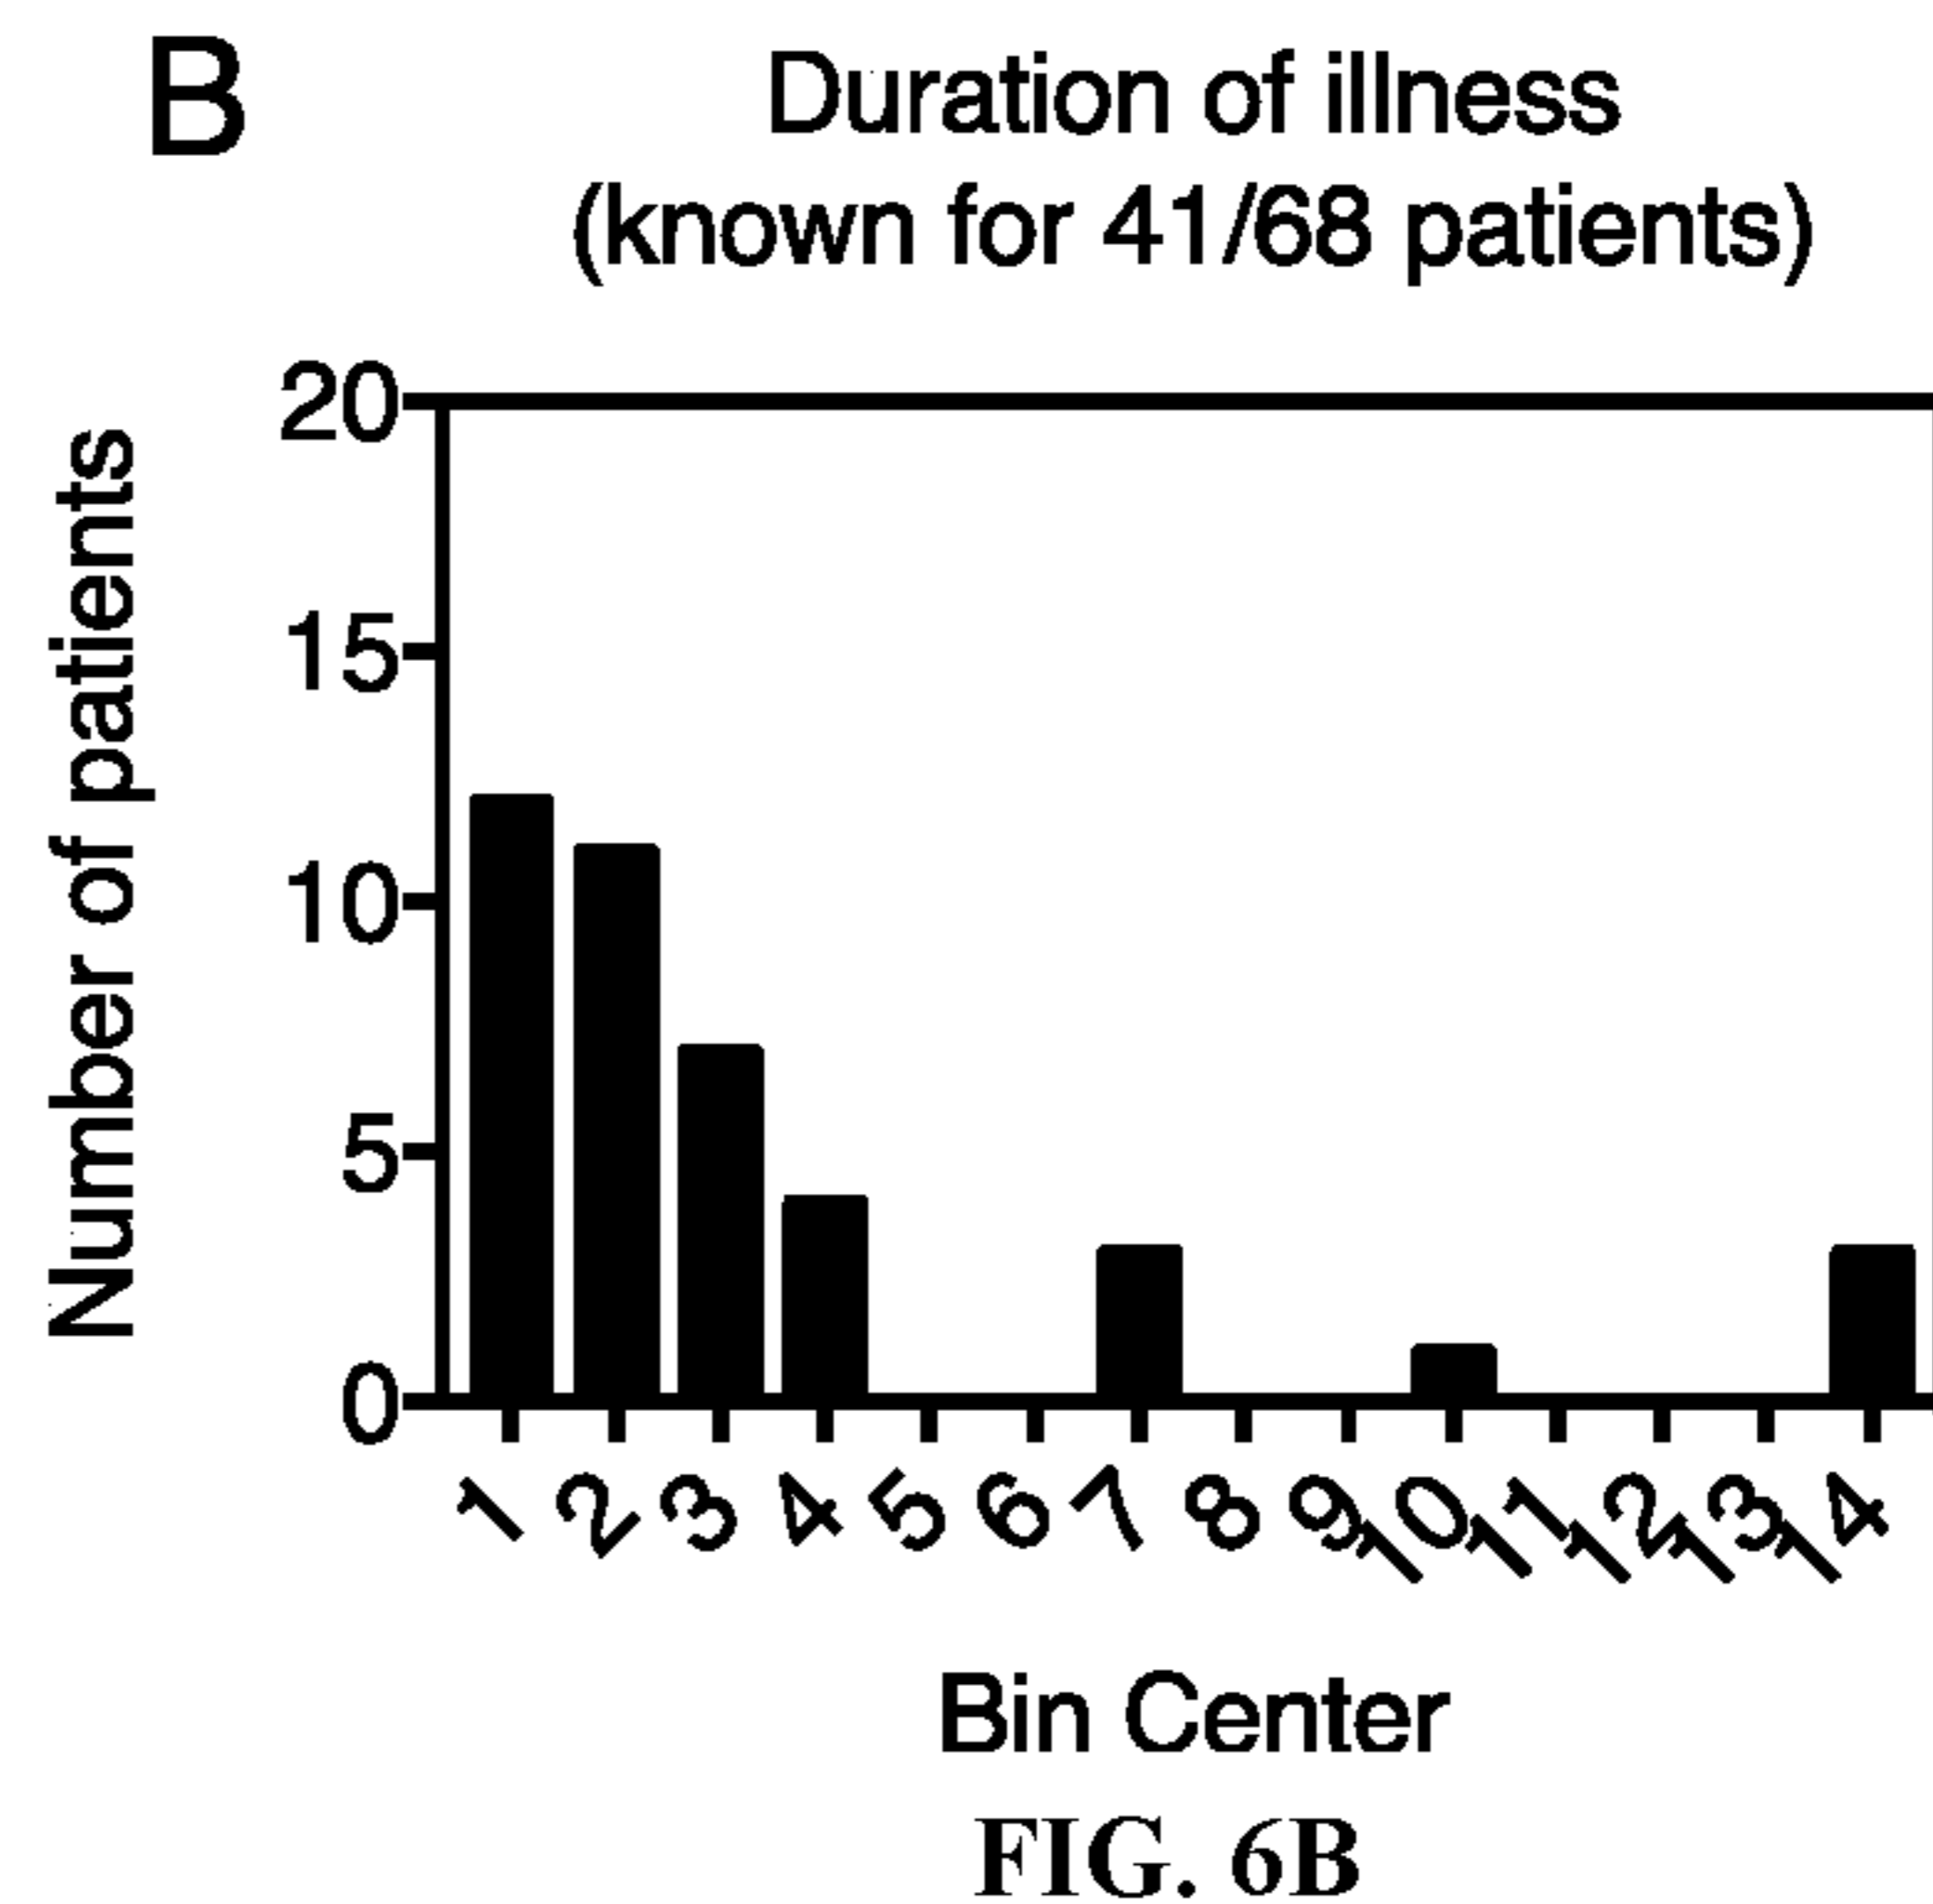 B
Duration of illness
(known for 41/68 patients)
Number of patients
20
15
10
5
0
1 2 3 4 5 6 7 8 9 10 11 12 13 14
Bin Center
FIG. 6B